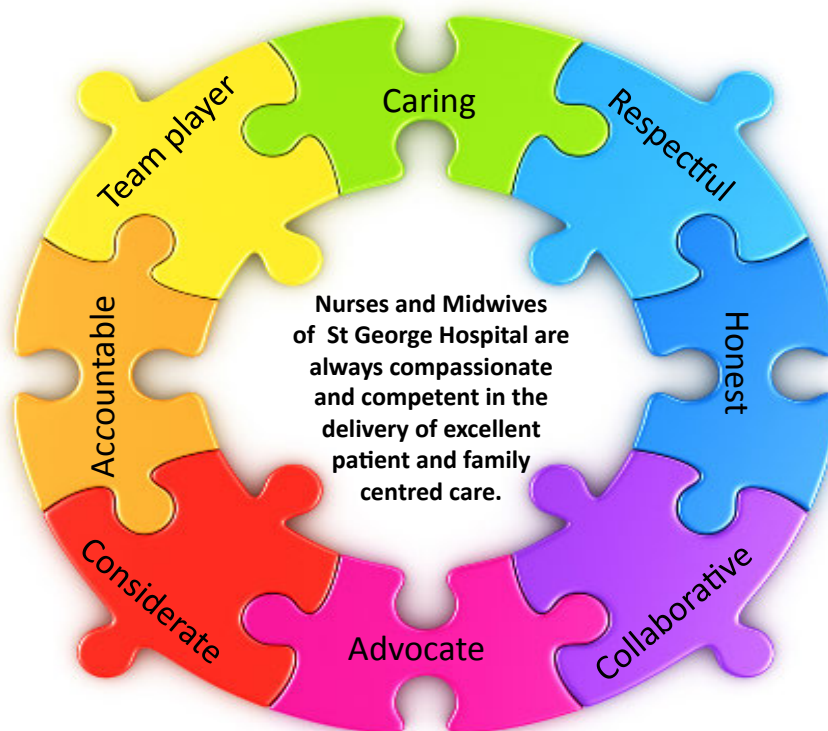 Caring
Respectful
Honest
Collaborative
Advocate
Considerate
Accountable
Team player
Nurses and Midwives
of St George Hospital are
always compassionate
and competent in the
delivery of excellent
patient and family
centred care.